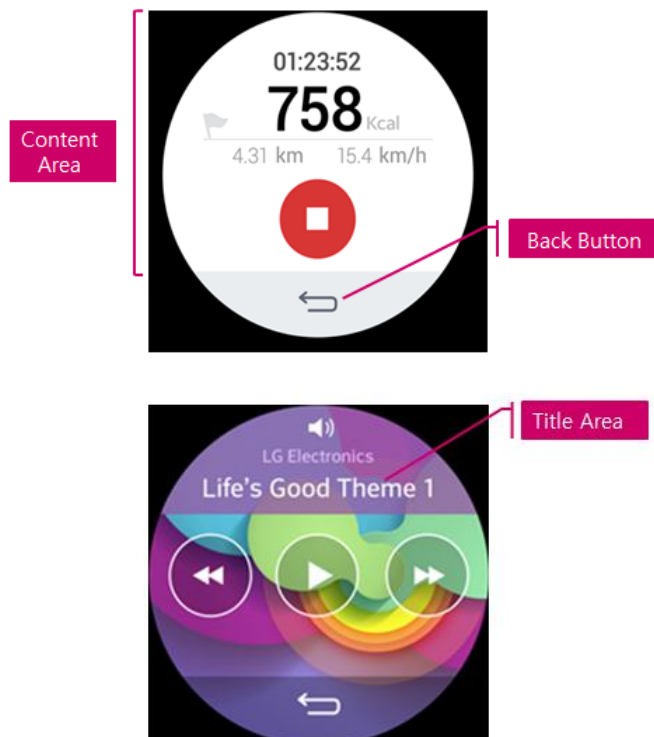 01:23:52
758 Kcal
4.31 km 15.4 km/h
Content
Area
Back Button
Title Area
LG Electronics
Life's Good Theme 1